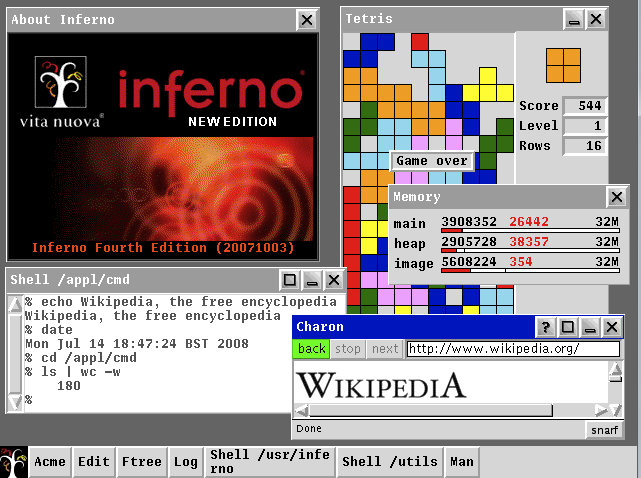 About Inferno
vita nuova®
inferno®
NEW EDITION
Inferno Fourth Edition (20071003)
Tetris
Score 544
Level 1
Rows 16
Game over
Memory
main 3908352 26442 32M
heap 2905728 38357 32M
image 5608224 354 32M
Shell /appl/cmd
% echo Wikipedia, the free encyclopedia
Wikipedia, the free encyclopedia
% date
Mon Jul 14 18:47:24 BST 2008
% cd /appl/cmd
% ls | wc -w
180
%
Charon
?
back stop next http://www.wikipedia.org/
WIKIPEDIA
Done
snarf
Acme Edit Ftree Log Shell /usr/infe
rno Shell /utils Man